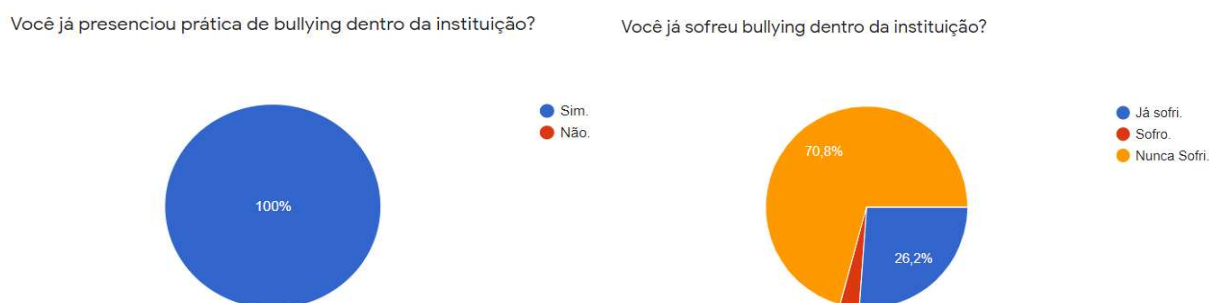 Você já presenciou prática de bullying dentro da instituição?
Sim.
Não.
100%
Você já sofreu bullying dentro da instituição?
Já sofri.
Sofro.
Nunca Sofri.
70,8%
26,2%